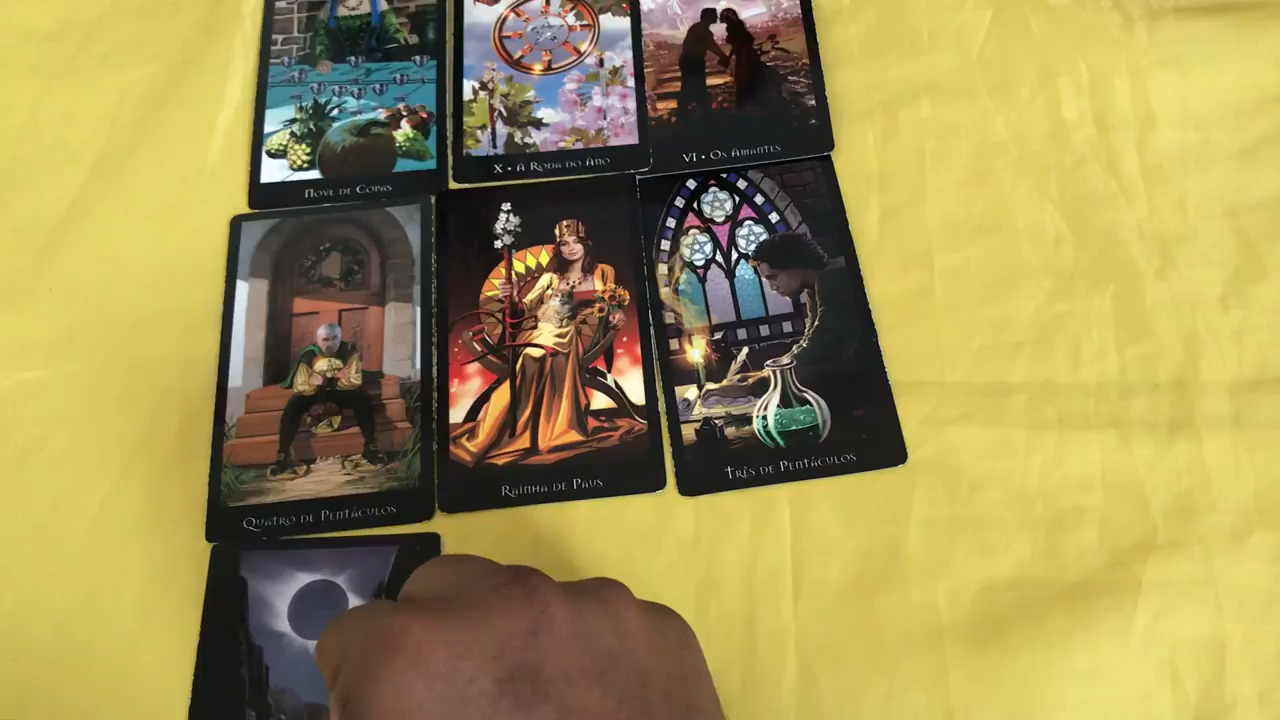 Nove de Copas
X • A Roda do Ano
VI • Os Amantes
Quatro de Pentáculos
Rainha de Paus
Três de Pentáculos